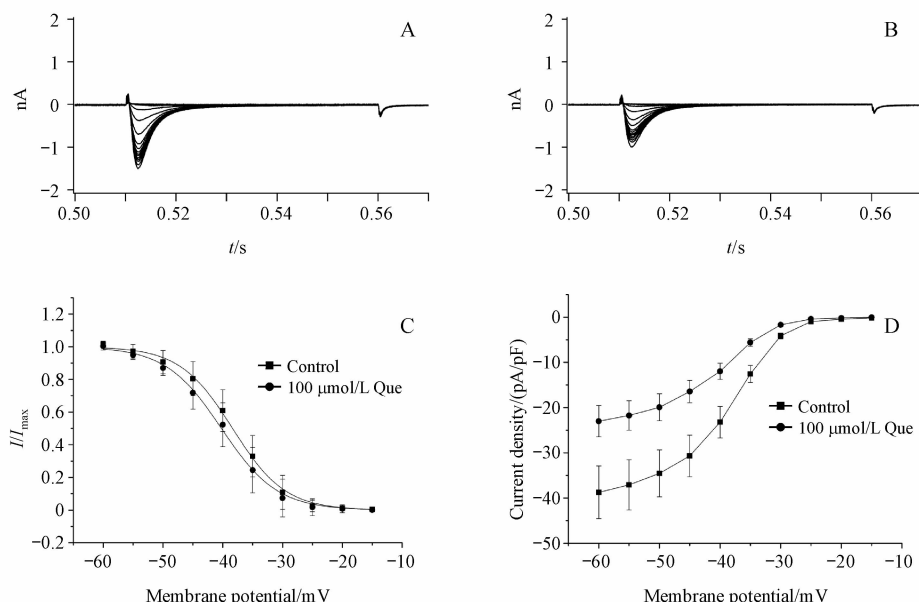 A
2
1
0
−1
−2
nA
0.50
0.52
0.54
0.56
t/s
B
2
1
0
−1
−2
nA
0.50
0.52
0.54
0.56
t/s
C
1.2
1.0
0.8
0.6
0.4
0.2
0
−0.2
I/Imax
Control
100 μmol/L Que
−60
−50
−40
−30
−20
−10
Membrane potential/mV
D
0
−10
−20
−30
−40
−50
Current density/(pA/pF)
Control
100 μmol/L Que
−60
−50
−40
−30
−20
−10
Membrane potential/mV